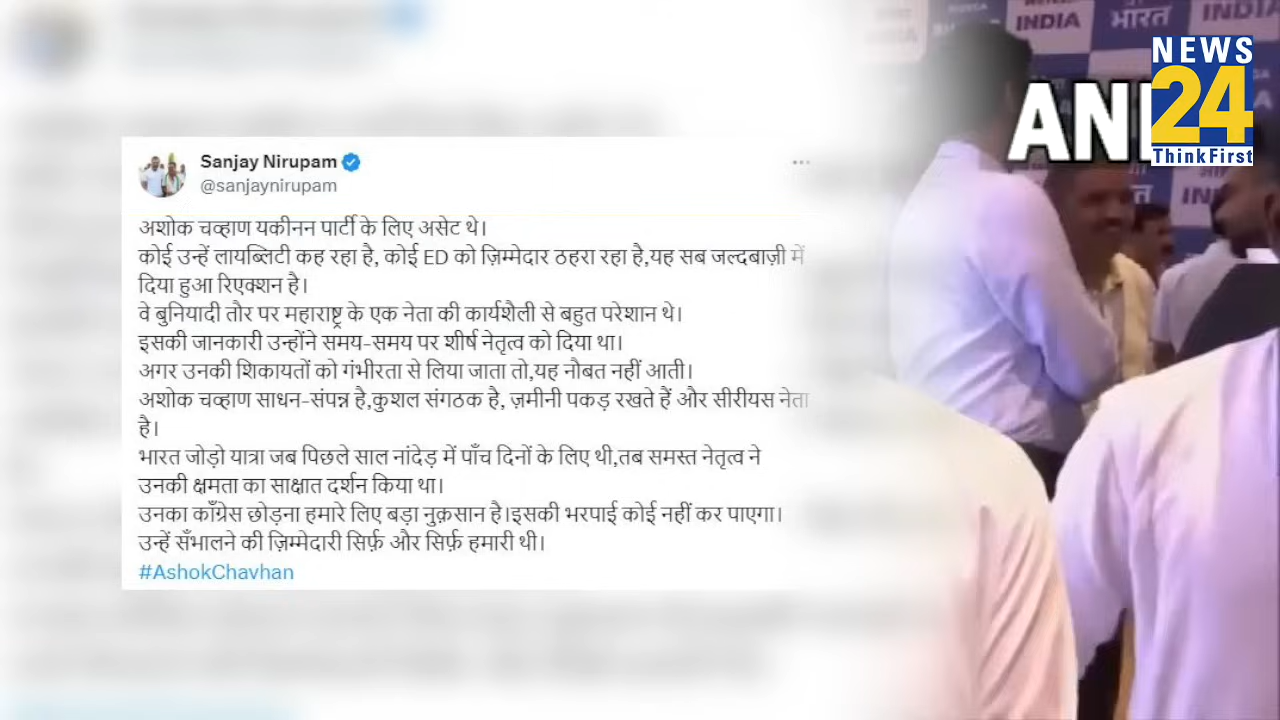 Sanjay Nirupam
@sanjaynirupam
अशोक चव्हाण यकीनन पार्टी के लिए असेट थे।
कोई उन्हें लायब्लिटी कह रहा है, कोई ED को ज़िम्मेदार ठहरा रहा है,यह सब जल्दबाज़ी में
दिया हुआ रिएक्शन है।
वे बुनियादी तौर पर महाराष्ट्र के एक नेता की कार्यशैली से बहुत परेशान थे।
इसकी जानकारी उन्होंने समय-समय पर शीर्ष नेतृत्व को दिया था।
अगर उनकी शिकायतों को गंभीरता से लिया जाता तो,यह नौबत नहीं आती।
अशोक चव्हाण साधन-संपन्न है,कुशल संगठक है, ज़मीनी पकड़ रखते हैं और सीरीयस नेता
है।
भारत जोड़ो यात्रा जब पिछले साल नांदेड़ में पाँच दिनों के लिए थी,तब समस्त नेतृत्व ने
उनकी क्षमता का साक्षात दर्शन किया था।
उनका काँग्रेस छोड़ना हमारे लिए बड़ा नुक़सान है।इसकी भरपाई कोई नहीं कर पाएगा।
उन्हें सँभालने की ज़िम्मेदारी सिर्फ़ और सिर्फ़ हमारी थी।
#AshokChavhan
INDIA
भारत
INDIA
ANI
NEWS
24
ThinkFirst